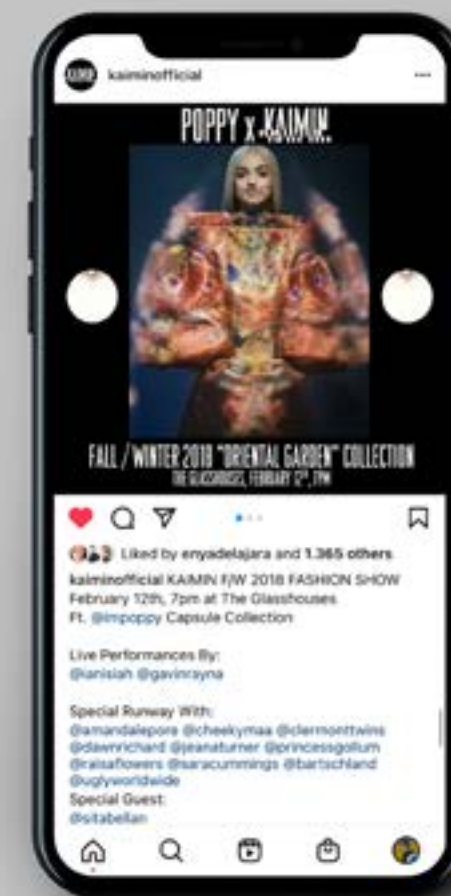 kaiminofficial
POPPY x KAIMIN
FALL / WINTER 2018 "ORIENTAL GARDEN" COLLECTION
THE GLASSHOUSES, FEBRUARY 12th, 7PM
Liked by enyadelajara and 1.365 others
kaiminofficial KAIMIN F/W 2018 FASHION SHOW
February 12th, 7pm at The Glasshouses
Ft. @impoppy Capsule Collection
Live Performances By:
@ianisiah @gavinrayna
Special Runway With:
@amandalepore @cheekymaa @clermonttwins
@dawnrichard @jeanaturner @princessgollum
@raisaflowers @saracummings @bartschland
@uglyworldwide
Special Guest:
@sitabellan